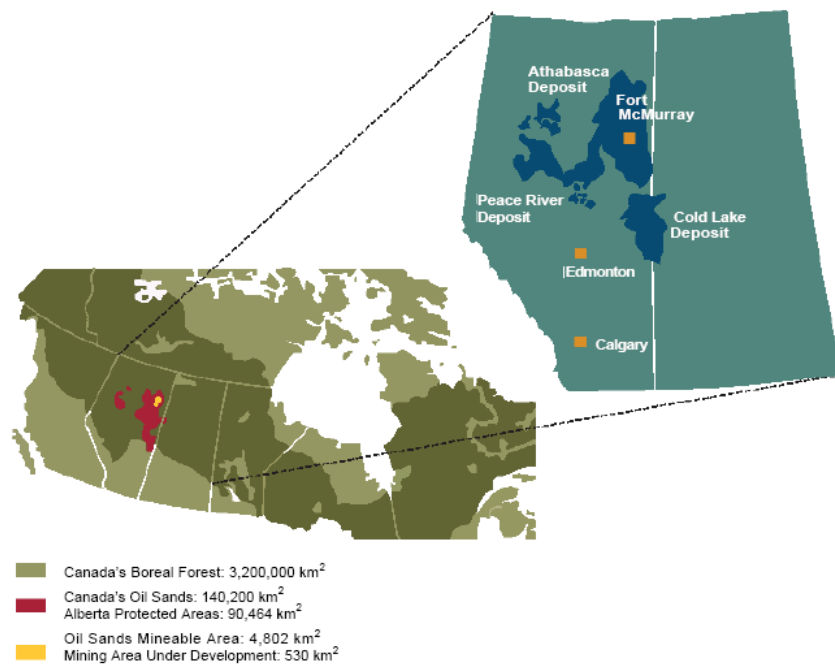 Athabasca
Deposit
Fort
McMurray
Peace River
Deposit
Cold Lake
Deposit
Edmonton
Calgary
Canada's Boreal Forest: 3,200,000 km²
Canada's Oil Sands: 140,200 km²
Alberta Protected Areas: 90,464 km²
Oil Sands Mineable Area: 4,802 km²
Mining Area Under Development: 530 km²